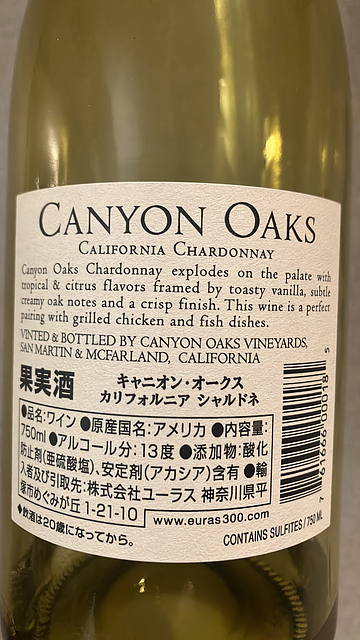 CANYON OAKS
CALIFORNIA CHARDONNAY
Canyon Oaks Chardonnay explodes on the palate with
tropical & citrus flavors framed by toasty vanilla, subtle
creamy oak notes and a crisp finish. This wine is a perfect
pairing with grilled chicken and fish dishes.
VINTED & BOTTLED BY CANYON OAKS VINEYARDS,
SAN MARTIN & MCFARLAND, CALIFORNIA
果実酒
キャニオン・オークス
カリフォルニア シャルドネ
●品名:ワイン ●原産国名:アメリカ ●内容量:
750ml ●アルコール分:13度 ●添加物:酸化
防止剤(亜硫酸塩)、安定剤(アカシア)含有 ●輸
入者及び引取先:株式会社ユーラス 神奈川県平
塚市めぐみが丘 1-21-10
www.euras300.com
◆飲酒は20歳になってから。
CONTAINS SULFITES / 750 ML